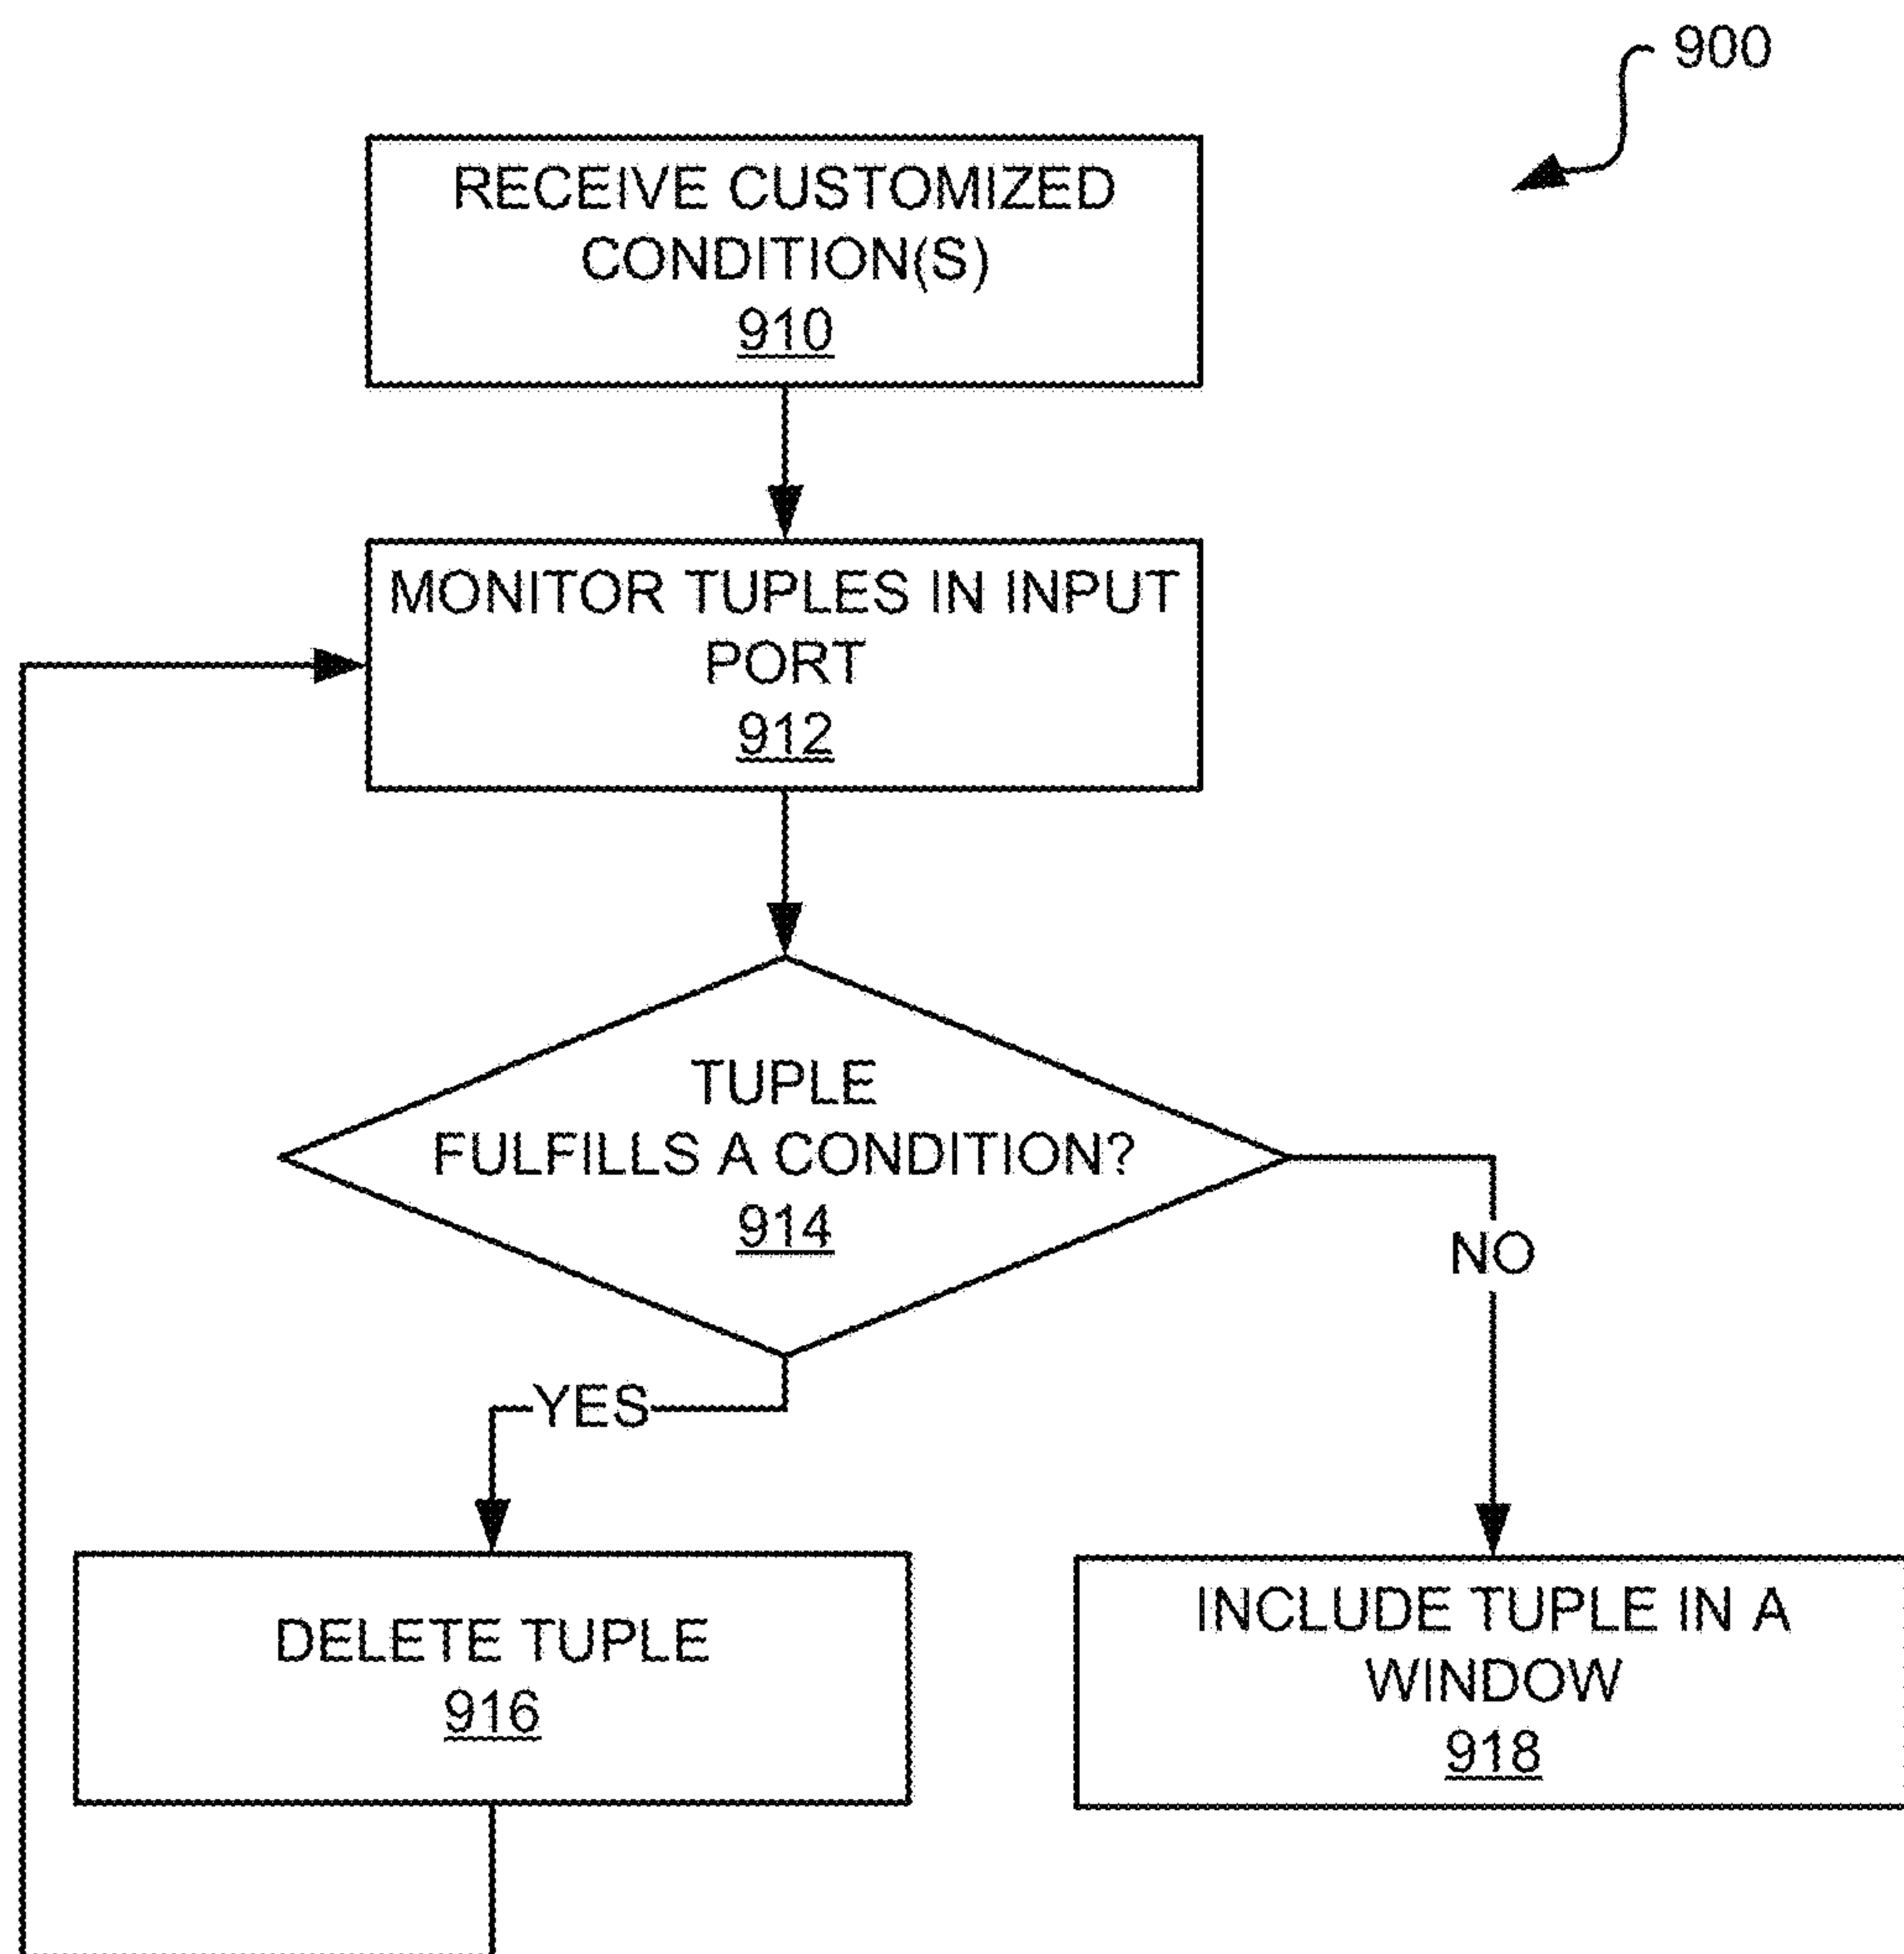 900
RECEIVE CUSTOMIZED
CONDITION(S)
910
MONITOR TUPLES IN INPUT
PORT
912
TUPLE
FULFILLS A CONDITION?
914
NO
YES
DELETE TUPLE
916
INCLUDE TUPLE IN A
WINDOW
918